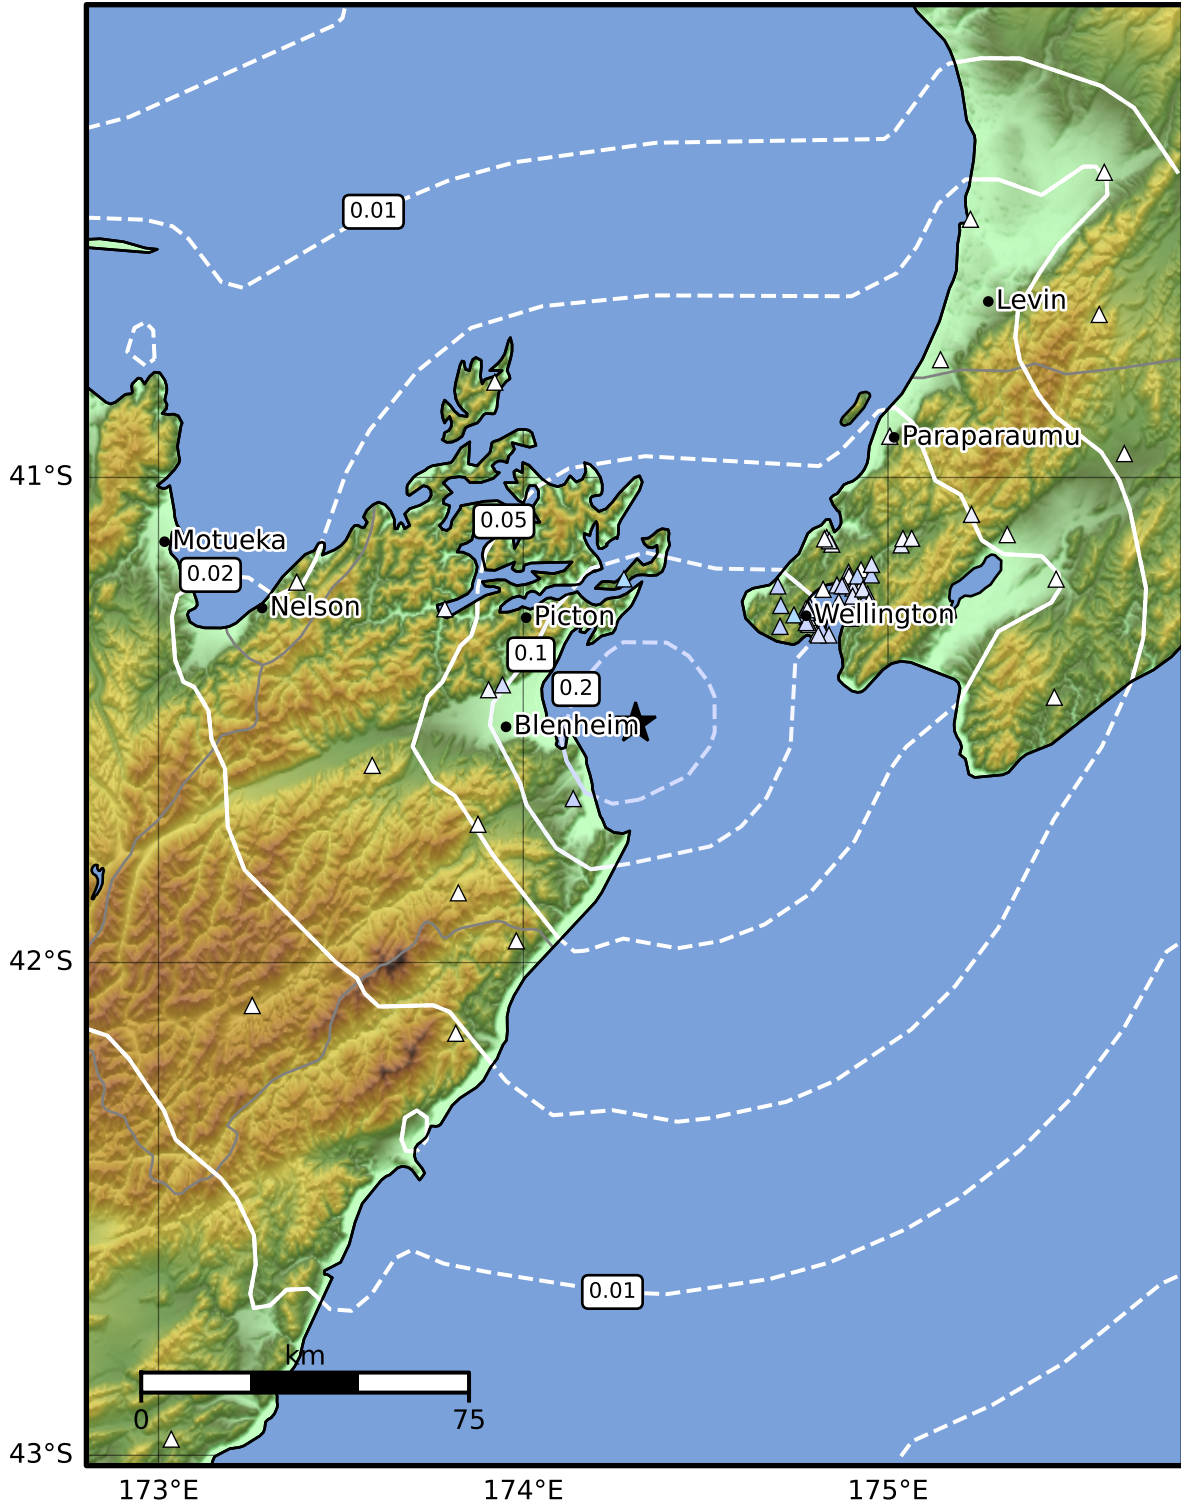 0.01
Levin
Paraparaumu
41°S
0.05
Motueka
0.02
Nelson
Picton
Wellington
0.1
0.2
Blenheim
42°S
0.01
km
0
75
43°S
173°E
174°E
175°E